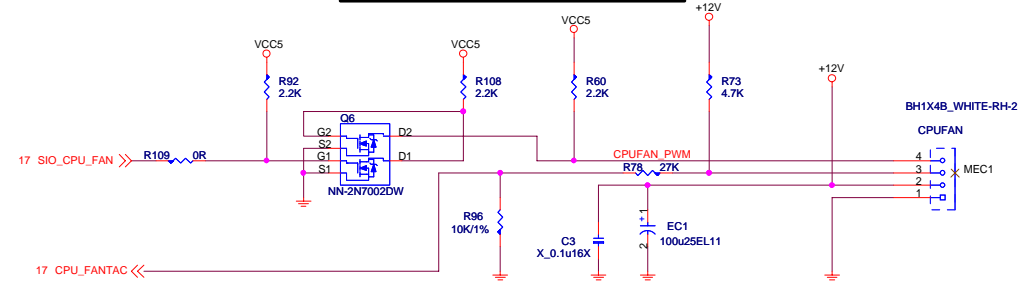 +12V
VCC5
VCC5
VCC5
+12V
R92
2.2K
R108
2.2K
R60
2.2K
R73
4.7K
BH1X4B_WHITE-RH-2
CPUFAN
Q6
G2
S2
G1
S1
D2
D1
NN-2N7002DW
17 SIO_CPU_FAN
R109 0R
CPUFAN_PWM
R78 27K
4
3
2
1
MEC1
R96
10K/1%
C3
X_0.1u16X
+
1
2
EC1
100u25EL11
17 CPU_FANTAC